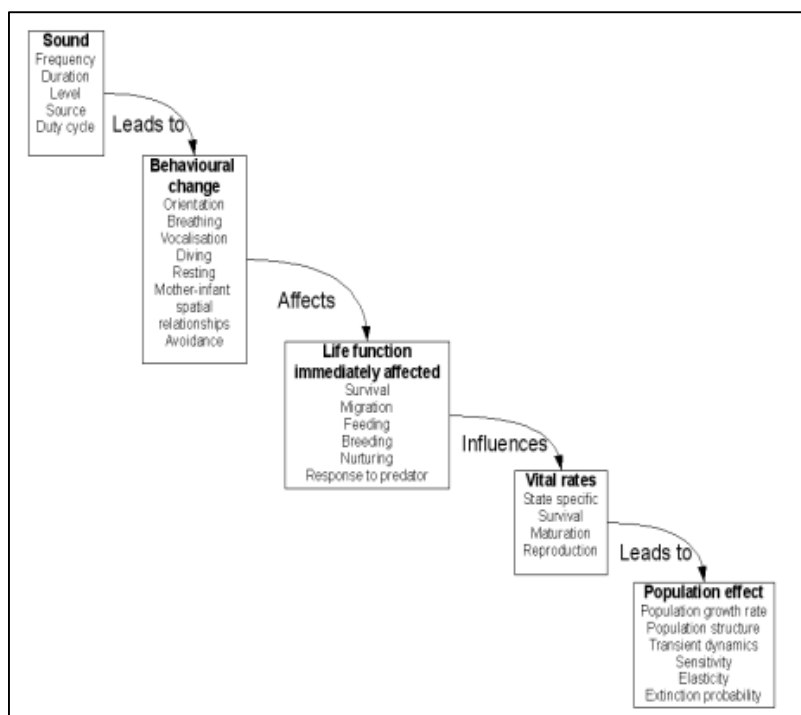 Sound
Frequency
Duration
Level
Source
Duty cycle
Leads to
Behavioural
change
Orientation
Breathing
Vocalisation
Diving
Resting
Mother-infant
spatial
relationships
Avoidance
Affects
Life function
immediately affected
Survival
Migration
Feeding
Breeding
Nurturing
Response to predator
Influences
Vital rates
State specific
Survival
Maturation
Reproduction
Leads to
Population effect
Population growth rate
Population structure
Transient dynamics
Sensitivity
Elasticity
Extinction probability